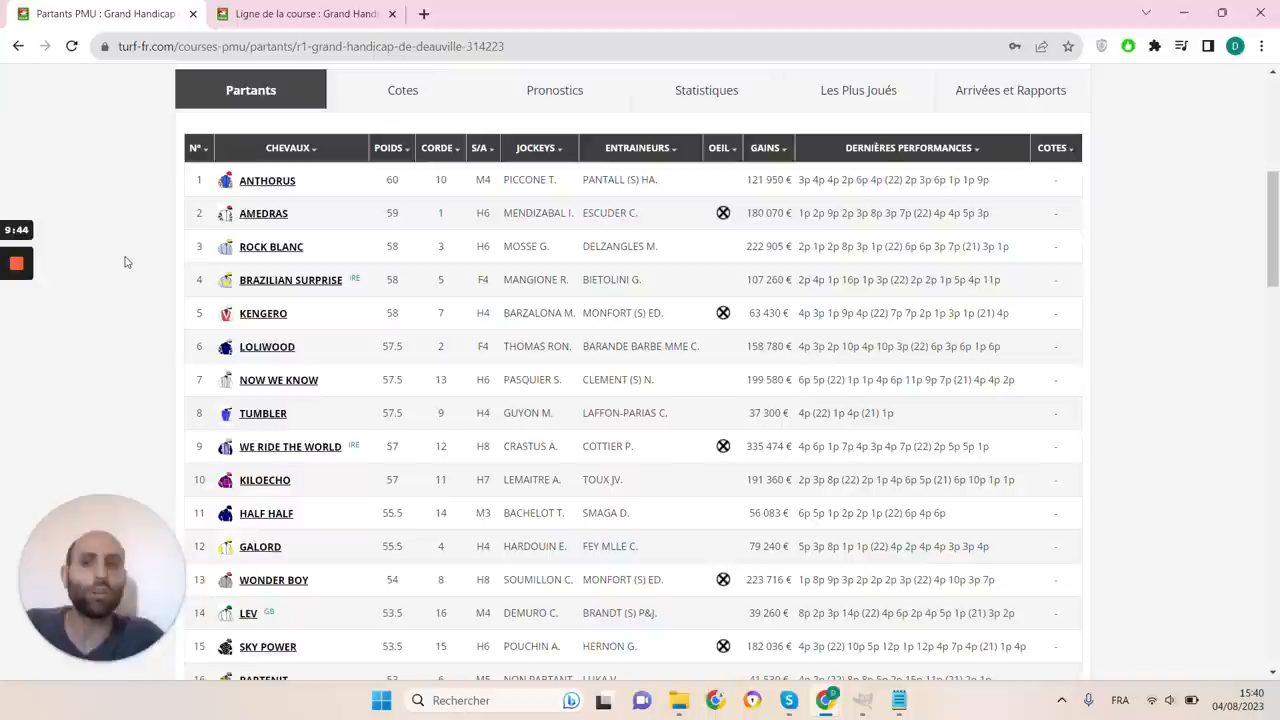 Partants PMU : Grand Handicap
Ligne de la course : Grand Hand
turf-fr.com/courses-pmu/partants/r1-grand-handicap-de-deauville-314223
D
Partants Cotes Pronostics Statistiques Les Plus Joués Arrivées et Rapports
N° CHEVAUX POIDS CORDE S/A JOCKEYS ENTRAINEURS OEIL GAINS DERNIÈRES PERFORMANCES COTES
1 ANTHORUS 60 10 M4 PICCONE T. PANTALL (S) HA. 121 950 € 3p 4p 4p 2p 6p 4p (22) 2p 3p 6p 1p 1p 9p -
2 AMEDRAS 59 1 H6 MENDIZABAL I. ESCUDER C. 180 070 € 1p 2p 9p 2p 3p 8p 3p 7p (22) 4p 4p 5p 3p -
9:44
3 ROCK BLANC 58 3 H6 MOSSE G. DELZANGLES M. 222 905 € 2p 1p 2p 8p 3p 1p (22) 6p 6p 3p 7p (21) 3p 1p -
4 BRAZILIAN SURPRISE IRE 58 5 F4 MANGIONE R. BIETOLINI G. 107 260 € 2p 4p 1p 16p 1p 3p (22) 2p 2p 1p 5p 4p 11p -
5 KENGERO 58 7 H4 BARZALONA M. MONFORT (S) ED. 63 430 € 4p 3p 1p 9p 4p (22) 7p 7p 2p 1p 3p 1p (21) 4p -
6 LOLIWOOD 57.5 2 F4 THOMAS RON. BARANDE BARBE MME C. 158 780 € 4p 3p 2p 10p 4p 10p 3p (22) 6p 3p 6p 1p 6p -
7 NOW WE KNOW 57.5 13 H6 PASQUIER S. CLEMENT (S) N. 199 580 € 6p 5p (22) 1p 1p 4p 6p 11p 9p 7p (21) 4p 4p 2p -
8 TUMBLER 57.5 9 H4 GUYON M. LAFFON-PARIAS C. 37 300 € 4p (22) 1p 4p (21) 1p -
9 WE RIDE THE WORLD IRE 57 12 H8 CRASTUS A. COTTIER P. 335 474 € 4p 6p 1p 7p 4p 3p 4p 7p (22) 2p 5p 5p 1p -
10 KILOECHO 57 11 H7 LEMAITRE A. TOUX JV. 191 360 € 2p 3p 8p (22) 2p 1p 4p 6p 5p (21) 6p 10p 1p 1p -
11 HALF HALF 55.5 14 M3 BACHELOT T. SMAGA D. 56 083 € 6p 5p 1p 2p 2p 1p (22) 6p 4p 6p -
12 GALORD 55.5 4 H4 HARDOUIN E. FEY MLLE C. 79 240 € 5p 3p 8p 1p 1p (22) 4p 2p 4p 4p 3p 3p 4p -
13 WONDER BOY 54 8 H8 SOUMILLON C. MONFORT (S) ED. 223 716 € 1p 8p 9p 3p 2p 2p 2p 3p (22) 4p 10p 3p 7p -
14 LEV GB 53.5 16 M4 DEMURO C. BRANDT (S) P&J. 39 260 € 8p 2p 3p 14p (22) 4p 6p 2p 4p 5p 1p (21) 3p 2p -
15 SKY POWER 53.5 15 H6 POUCHIN A. HERNON G. 182 036 € 4p 3p (22) 10p 5p 12p 1p 12p 4p 7p 4p (21) 1p 4p -
Rechercher
FRA
15:40
04/08/2023